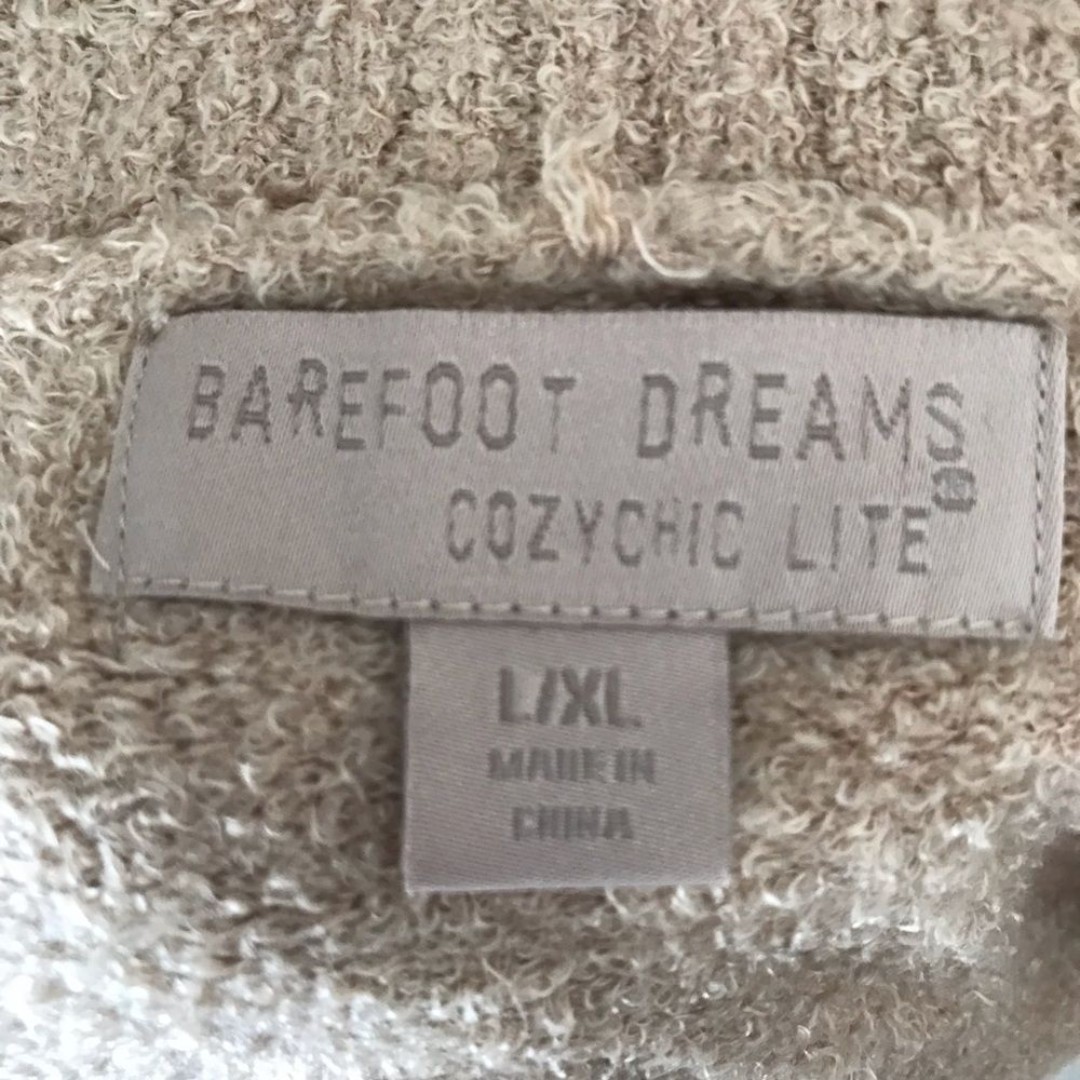 BAREFOOT DREAMS®
COZYCHIC LITE
L/XL
MADE IN
CHINA